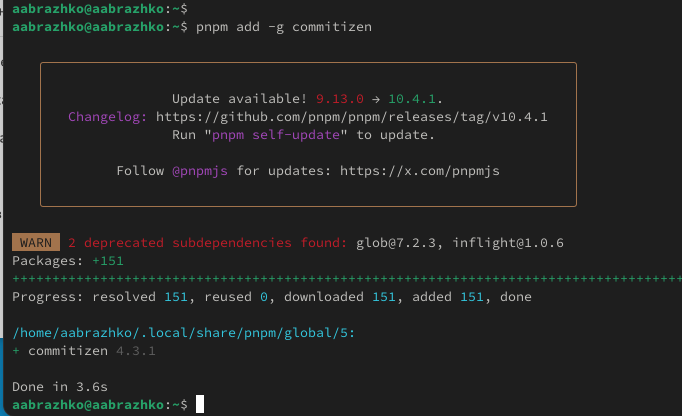 aabrazhko@aabrazhko:~$
aabrazhko@aabrazhko:~$ pnpm add -g commitizen
Update available! 9.13.0 → 10.4.1.
Changelog: https://github.com/pnpm/pnpm/releases/tag/v10.4.1
Run "pnpm self-update" to update.
Follow @pnpmjs for updates: https://x.com/pnpmjs
WARN 2 deprecated subdependencies found: glob@7.2.3, inflight@1.0.6
Packages: +151
++++++++++++++++++++++++++++++++++++++++++++++++++++++++++++++++++++++++++++++++++++
Progress: resolved 151, reused 0, downloaded 151, added 151, done
/home/aabrazhko/.local/share/pnpm/global/5:
+ commitizen 4.3.1
Done in 3.6s
aabrazhko@aabrazhko:~$